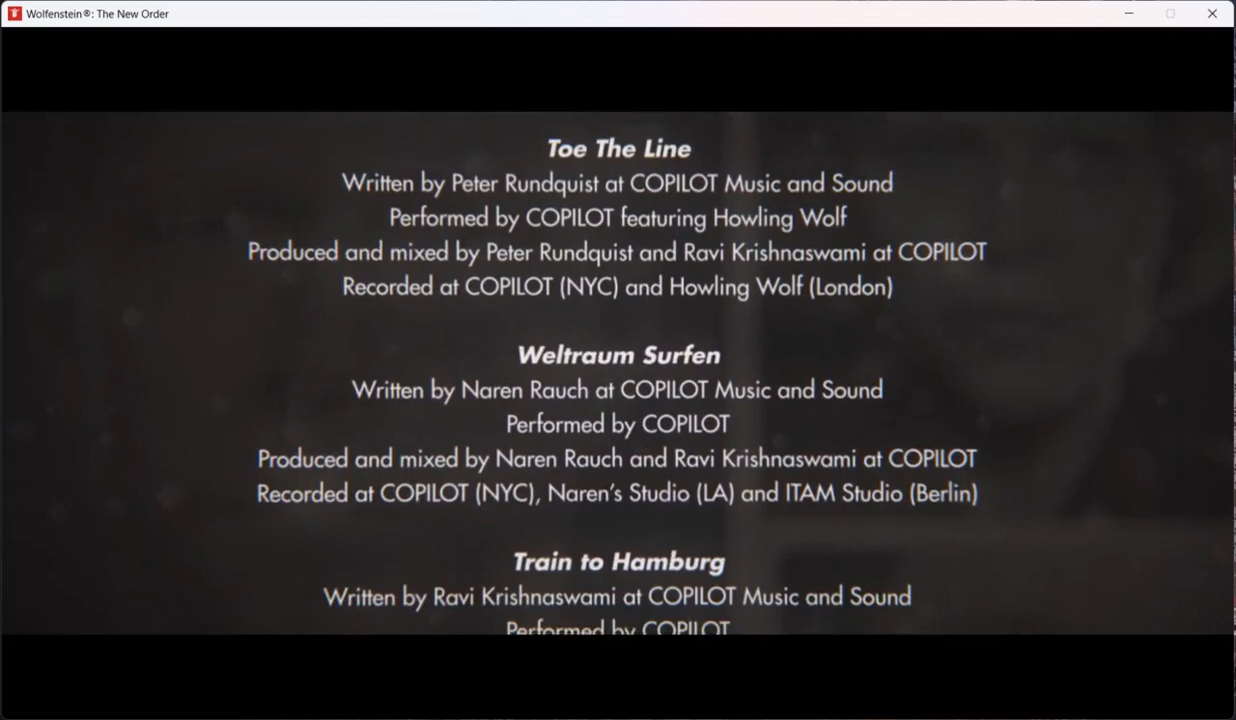 Wolfenstein®: The New Order
Toe The Line
Written by Peter Rundquist at COPILOT Music and Sound
Performed by COPILOT featuring Howling Wolf
Produced and mixed by Peter Rundquist and Ravi Krishnaswami at COPILOT
Recorded at COPILOT (NYC) and Howling Wolf (London)
Weltraum Surfen
Written by Naren Rauch at COPILOT Music and Sound
Performed by COPILOT
Produced and mixed by Naren Rauch and Ravi Krishnaswami at COPILOT
Recorded at COPILOT (NYC), Naren's Studio (LA) and ITAM Studio (Berlin)
Train to Hamburg
Written by Ravi Krishnaswami at COPILOT Music and Sound
Performed by COPILOT